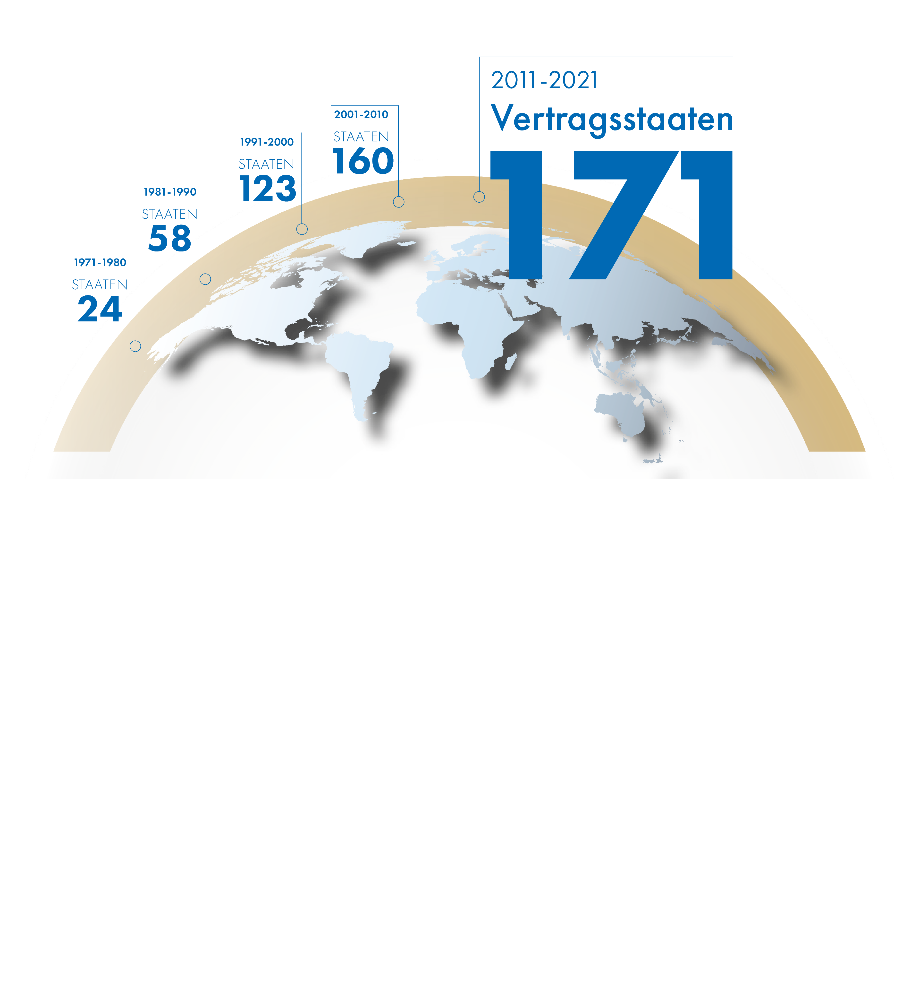 1971-1980
STAATEN
24
1981-1990
STAATEN
58
1991-2000
STAATEN
123
2001-2010
STAATEN
160
2011-2021
Vertragsstaaten
171